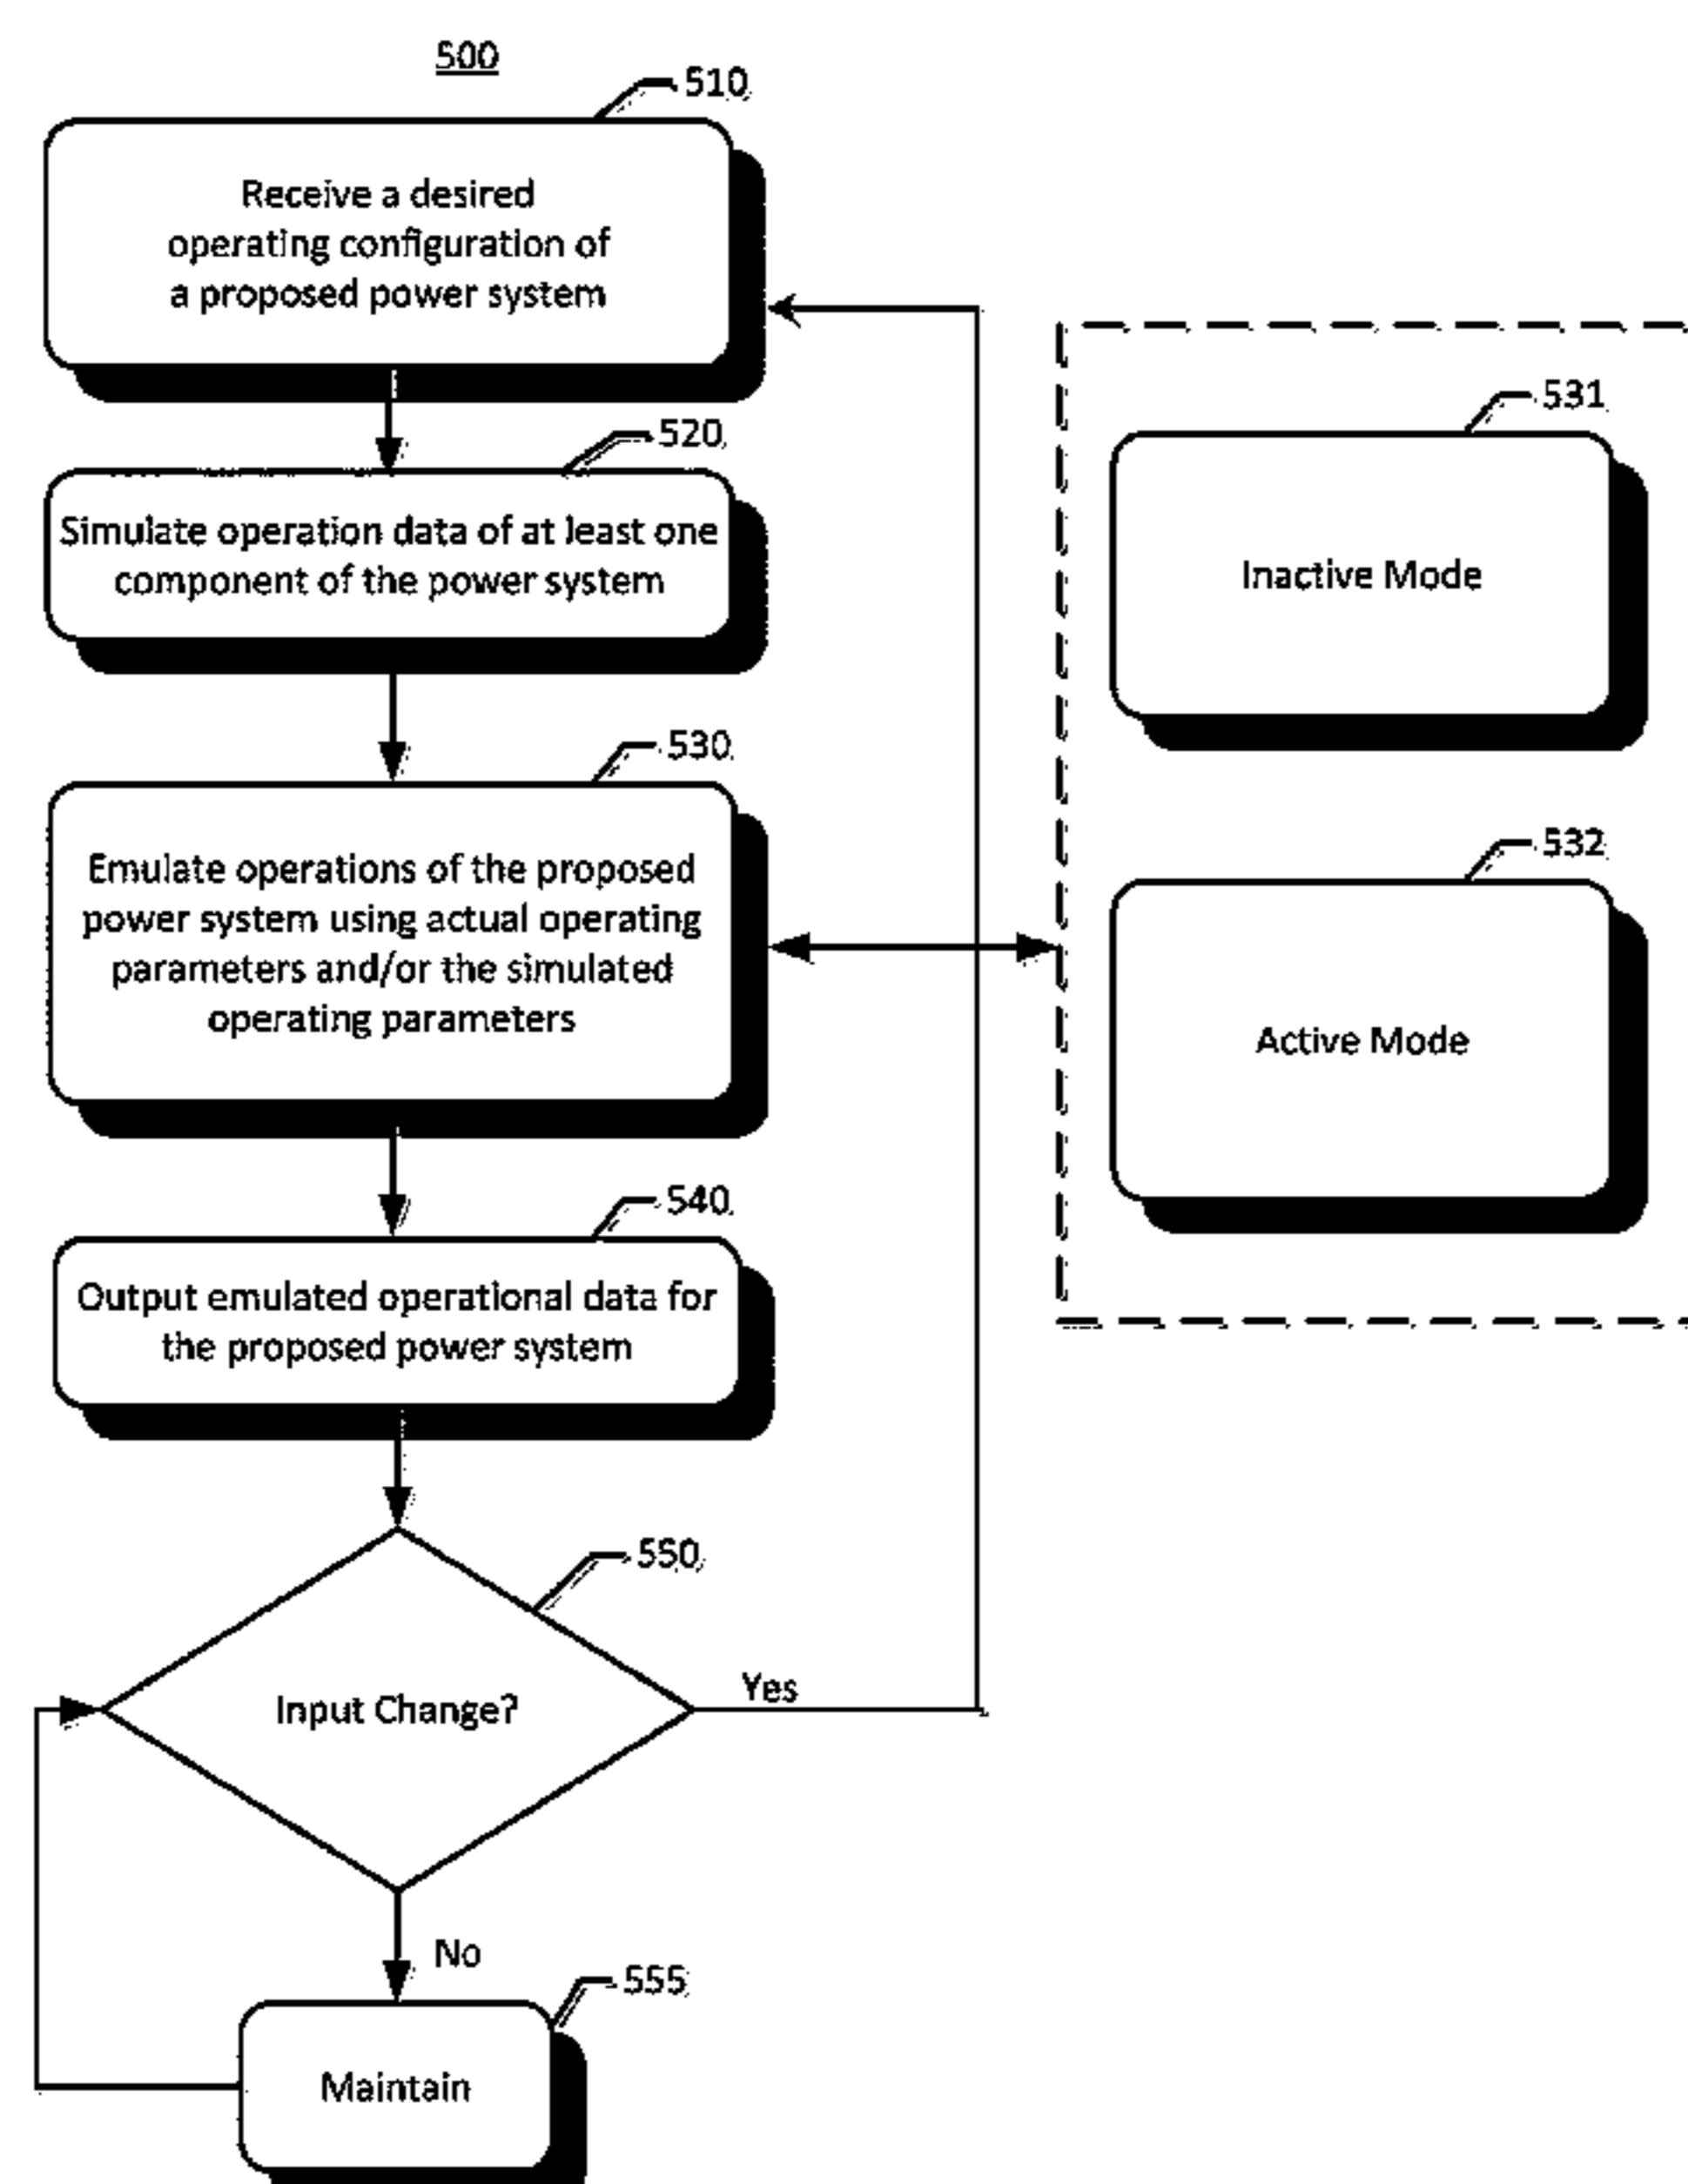 500
510
Receive a desired
operating configuration of
a proposed power system
520
Simulate operation data of at least one
component of the power system
530
Emulate operations of the proposed
power system using actual operating
parameters and/or the simulated
operating parameters
531
Inactive Mode
532
Active Mode
540
Output emulated operational data for
the proposed power system
550
Input Change?
Yes
No
555
Maintain